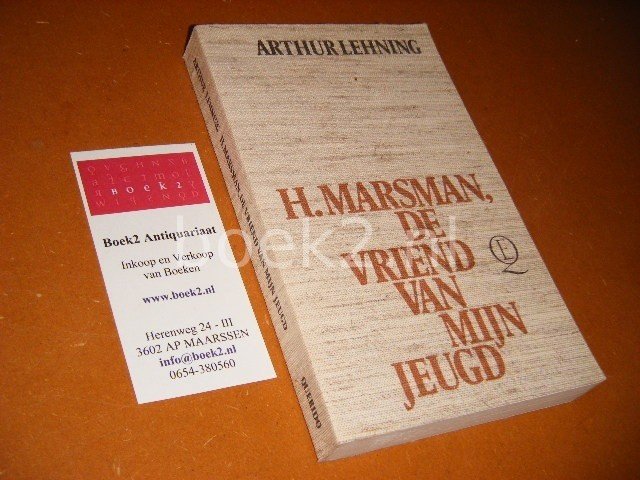 ARTHUR LEHNING
H. MARSMAN,
DE
VRIEND
VAN
MIJN
JEUGD
ARTHUR LEHNING H. MARSMAN, DE VRIEND VAN MIJN JEUGD QUERIDO
BOEK2
Boek2 Antiquariaat
Inkoop en Verkoop
van Boeken
www.boek2.nl
Herenweg 24 - III
3602 AP MAARSSEN
info@boek2.nl
0654-380560
boek2.nl